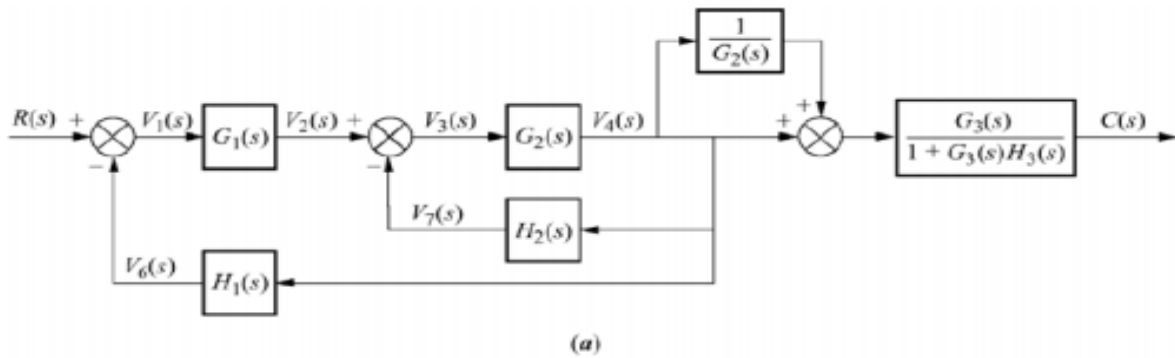 1
G2(s)
R(s) + V1(s) G1(s) V2(s) + V3(s) G2(s) V4(s) + + G3(s) C(s)
1 + G3(s)H3(s)
−
−
V7(s) H2(s)
V6(s) H1(s)
(a)